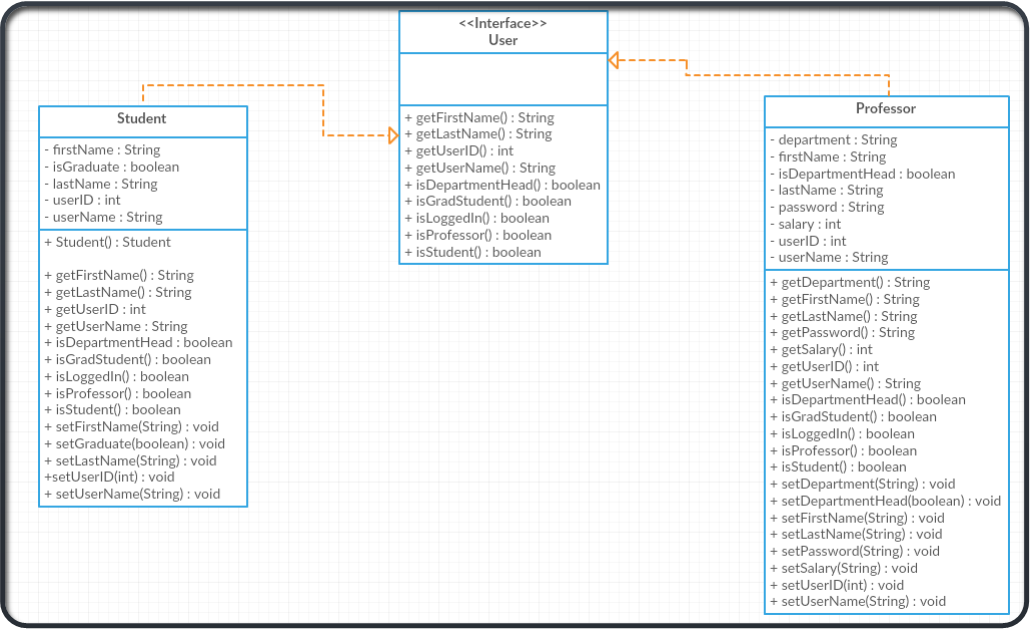 <<Interface>>
User
+ getFirstName() : String
+ getLastName() : String
+ getUserID() : int
+ getUserName() : String
+ isDepartmentHead() : boolean
+ isGradStudent() : boolean
+ isLoggedIn() : boolean
+ isProfessor() : boolean
+ isStudent() : boolean
Student
- firstName : String
- isGraduate : boolean
- lastName : String
- userID : int
- userName : String
+ Student() : Student
+ getFirstName() : String
+ getLastName() : String
+ getUserID : int
+ getUserName : String
+ isDepartmentHead : boolean
+ isGradStudent() : boolean
+ isLoggedIn() : boolean
+ isProfessor() : boolean
+ isStudent() : boolean
+ setFirstName(String) : void
+ setGraduate(boolean) : void
+ setLastName(String) : void
+setUserID(int) : void
+ setUserName(String) : void
Professor
- department : String
- firstName : String
- isDepartmentHead : boolean
- lastName : String
- password : String
- salary : int
- userID : int
- userName : String
+ getDepartment() : String
+ getFirstName() : String
+ getLastName() : String
+ getPassword() : String
+ getSalary() : int
+ getUserID() : int
+ getUserName() : String
+ isDepartmentHead() : boolean
+ isGradStudent() : boolean
+ isLoggedIn() : boolean
+ isProfessor() : boolean
+ isStudent() : boolean
+ setDepartment(String) : void
+ setDepartmentHead(boolean) : void
+ setFirstName(String) : void
+ setLastName(String) : void
+ setPassword(String) : void
+ setSalary(String) : void
+ setUserID(int) : void
+ setUserName(String) : void